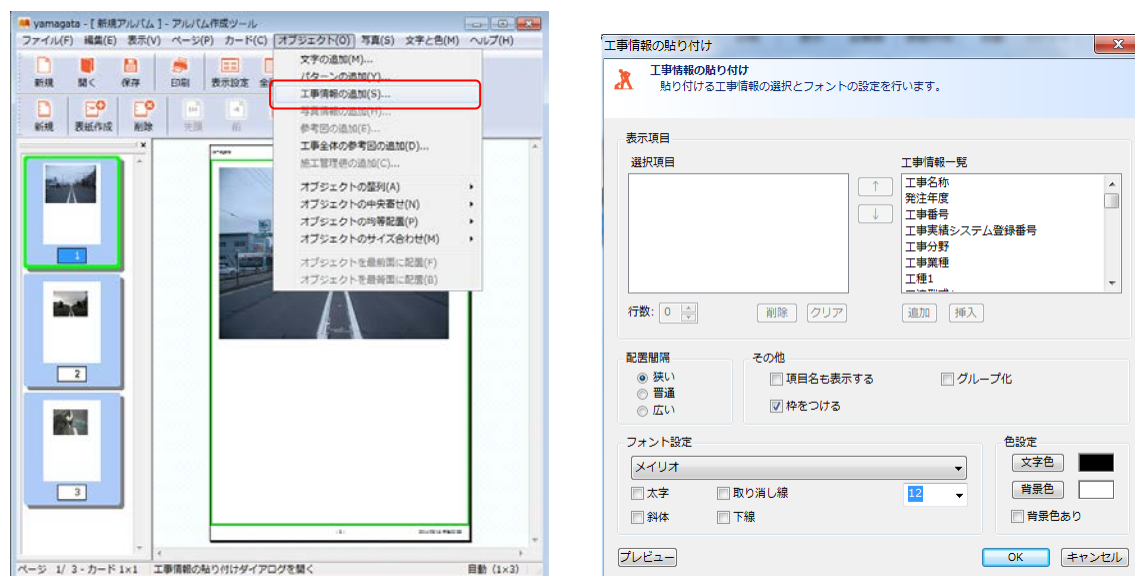 yamagata - [ 新規アルバム ] - アルバム作成ツール
ファイル(F) 編集(E) 表示(V) ページ(P) カード(C) オブジェクト(O) 写真(S) 文字と色(M) ヘルプ(H)
新規 開く 保存 印刷 表示設定
新規 表紙作成 削除 先頭 前
文字の追加(M)...
パターンの追加(Y)...
工事情報の追加(S)...
写真情報の追加(H)...
参考図の追加(E)...
工事全体の参考図の追加(D)...
施工管理値の追加(C)...
オブジェクトの整列(A)
オブジェクトの中央寄せ(N)
オブジェクトの均等配置(P)
オブジェクトのサイズ合わせ(M)
オブジェクトを最前面に配置(F)
オブジェクトを最背面に配置(B)
yamagata
1
2
3
ページ 1/ 3 - カード 1×1 工事情報の貼り付けダイアログを開く 自動 (1×3)
工事情報の貼り付け
工事情報の貼り付け
貼り付ける工事情報の選択とフォントの設定を行います。
表示項目
選択項目
工事情報一覧
↑
↓
工事名称
発注年度
工事番号
工事実績システム登録番号
工事分野
工事業種
工種1
行数: 0 削除 クリア 追加 挿入
配置間隔
狭い
普通
広い
その他
項目名も表示する グループ化
枠をつける
フォント設定
メイリオ
太字 取り消し線 12
斜体 下線
色設定
文字色
背景色
背景色あり
プレビュー OK キャンセル